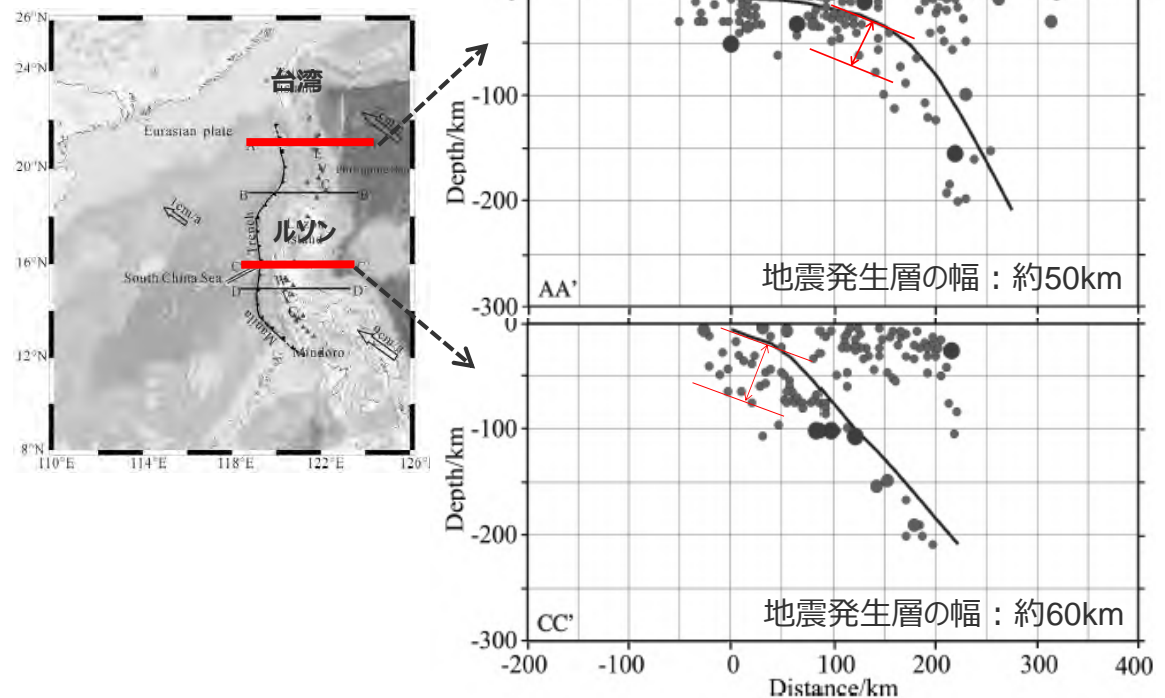 26°N
24°N
台湾
Eurasian plate
A
20°N
B
B'
1cm/a
Trench
ルソン
Island
16°N
C
C'
South China Sea
D
D'
Manila
Mindoro
12°N
8°N
110°E
114°E
118°E
122°E
126°
Depth/km
-100
-200
-300
AA'
地震発生層の幅：約50km
0
Depth/km
-100
-200
-300
CC'
地震発生層の幅：約60km
-200
-100
0
100
200
300
400
Distance/km